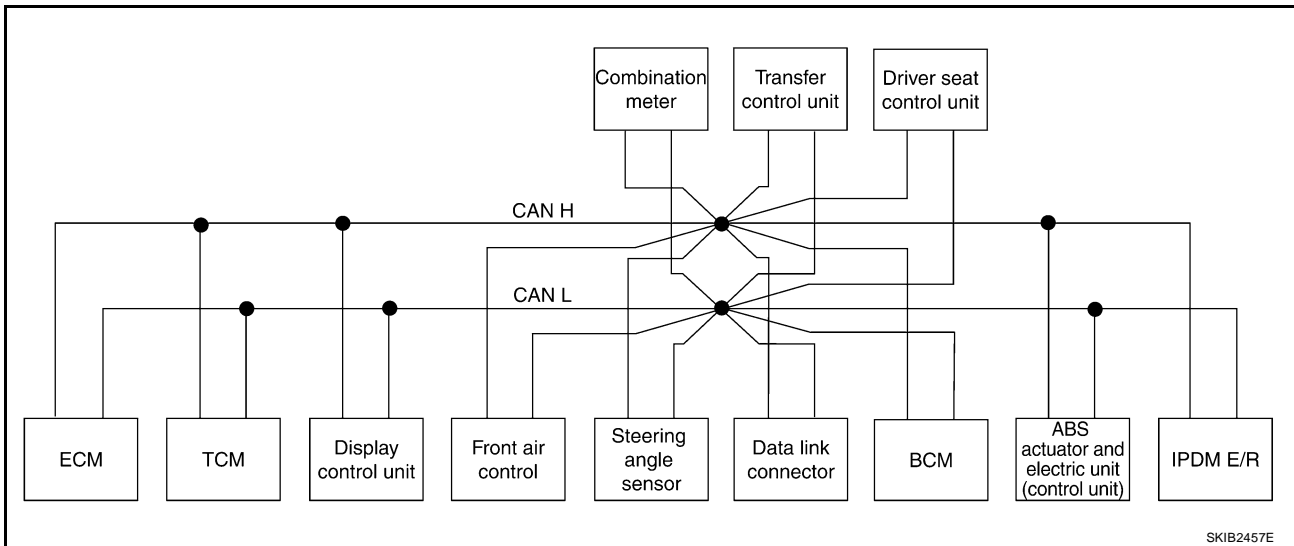 Combination
meter
Transfer
control unit
Driver seat
control unit
CAN H
CAN L
ECM
TCM
Display
control unit
Front air
control
Steering
angle
sensor
Data link
connector
BCM
ABS
actuator and
electric unit
(control unit)
IPDM E/R
SKIB2457E